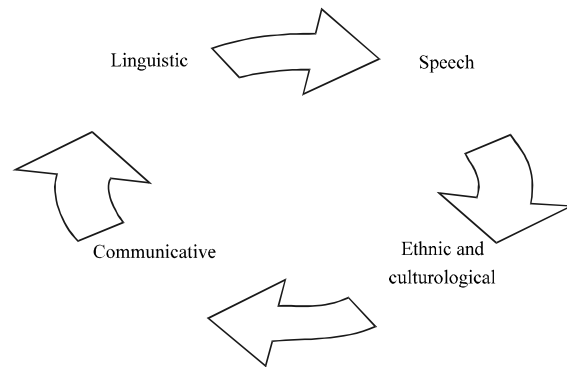 Linguistic
Speech
Ethnic and
culturological
Communicative